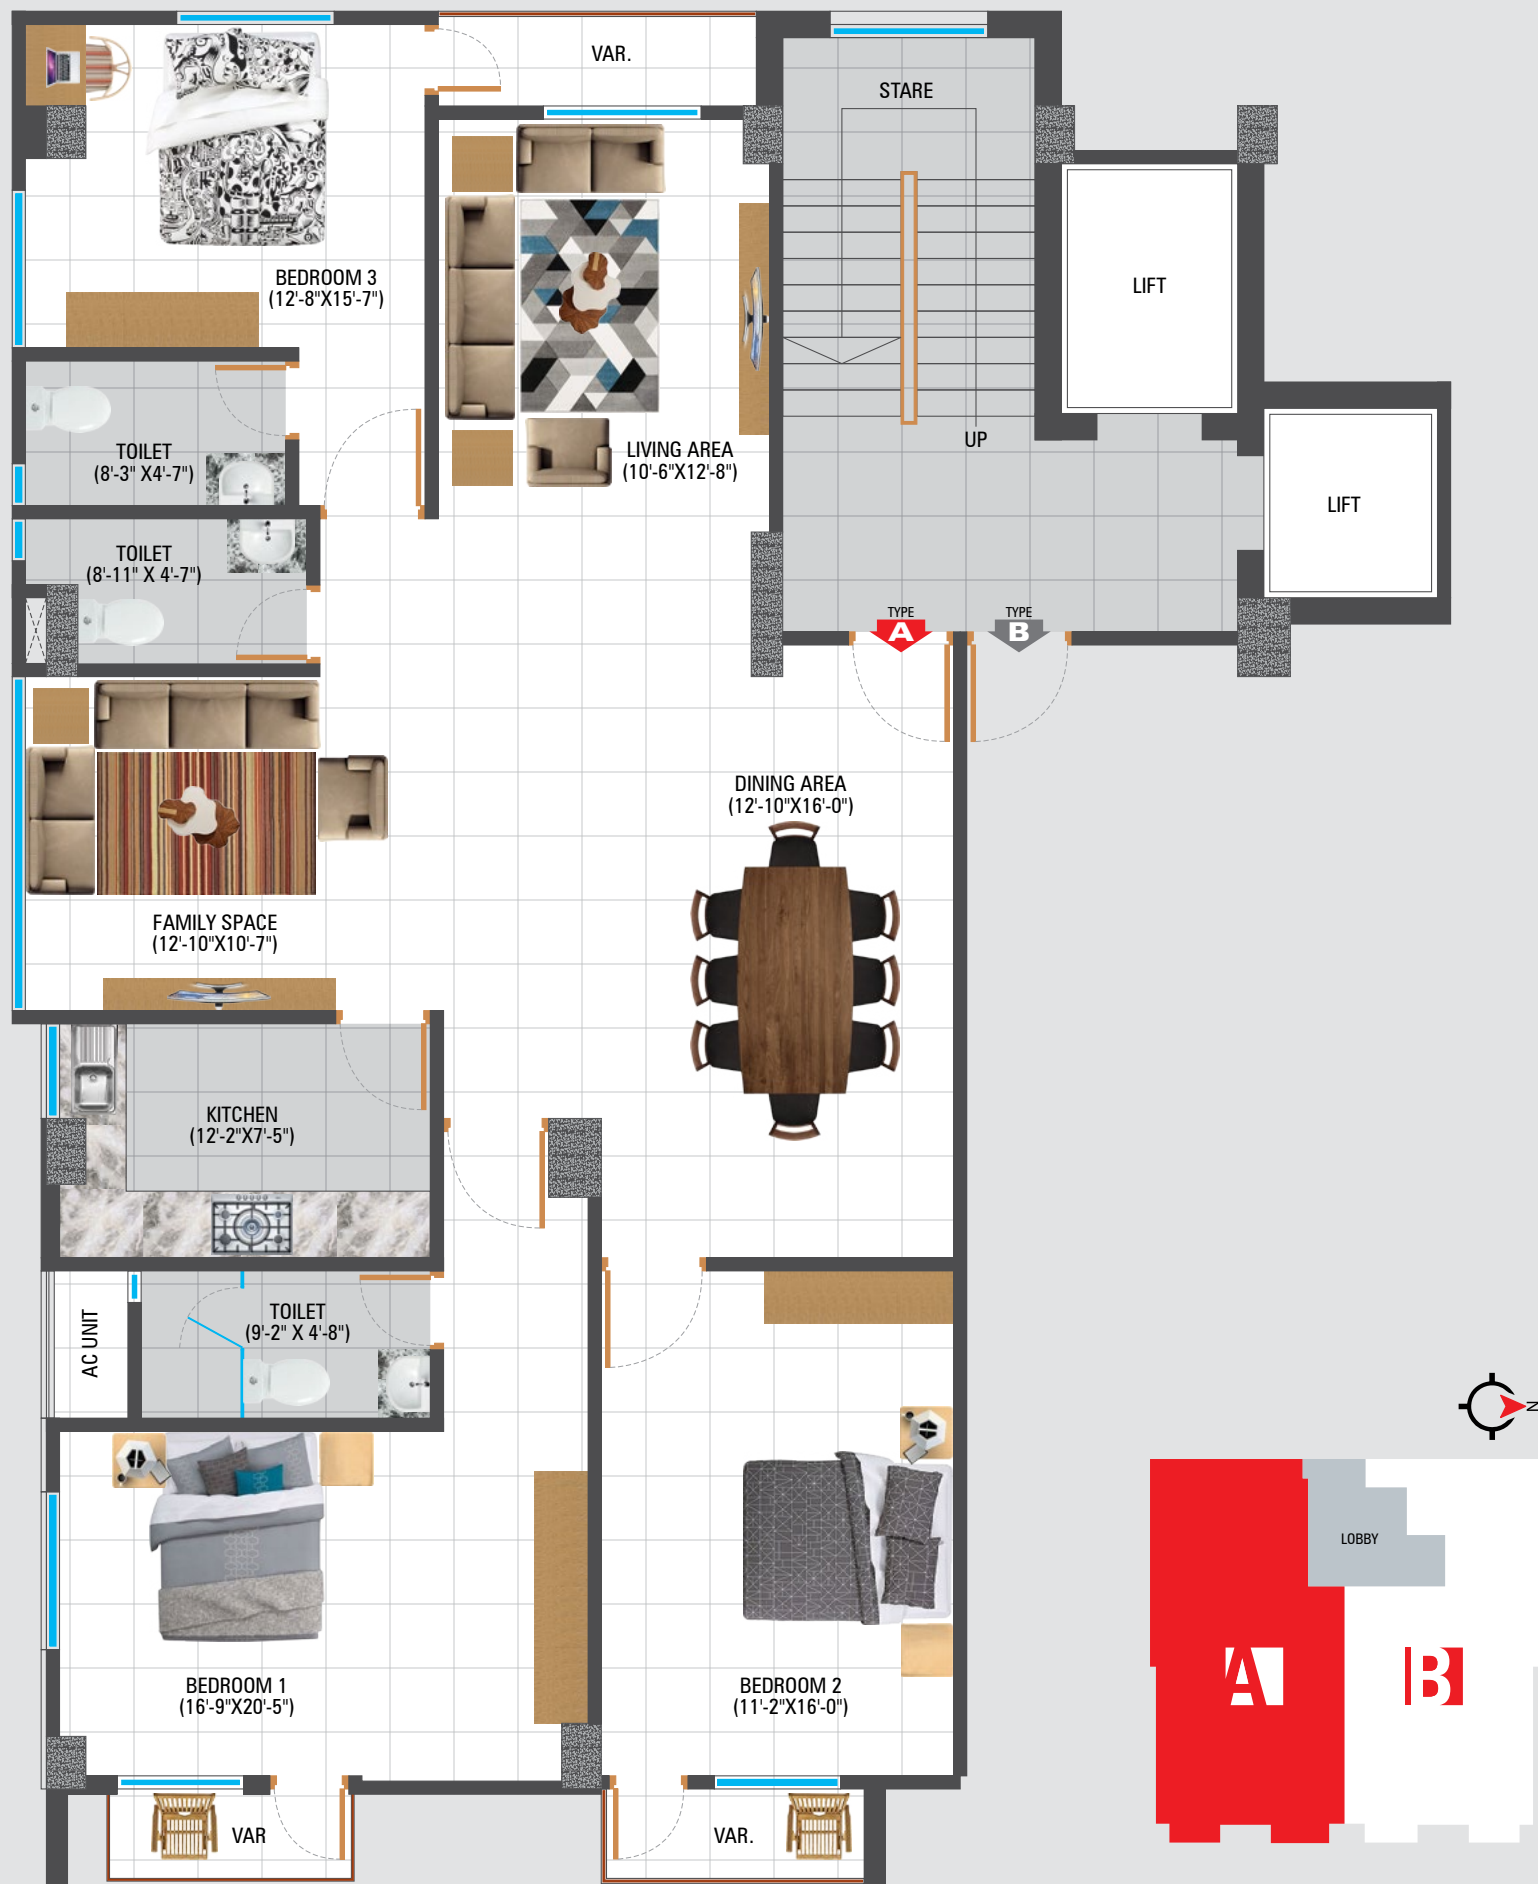 VAR.
STARE
BEDROOM 3
(12'-8"X15'-7")
LIFT
UP
LIVING AREA
(10'-6"X12'-8")
TOILET
(8'-3" X4'-7")
LIFT
TOILET
(8'-11" X 4'-7")
TYPE
A
TYPE
B
DINING AREA
(12'-10"X16'-0")
FAMILY SPACE
(12'-10"X10'-7")
KITCHEN
(12'-2"X7'-5")
TOILET
(9'-2" X 4'-8")
AC UNIT
N
LOBBY
A
B
BEDROOM 1
(16'-9"X20'-5")
BEDROOM 2
(11'-2"X16'-0")
VAR
VAR.